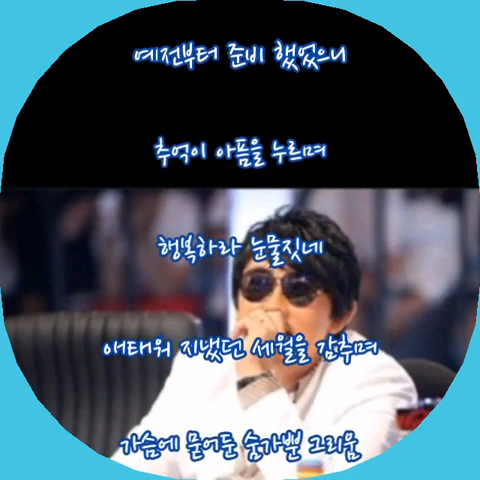 예전부터 준비 했었으니
추억이 아픔을 누르며
행복하라 눈물짓네
애태워 지냈던 세월을 감추며
가슴에 묻어둔 숨가쁜 그리움